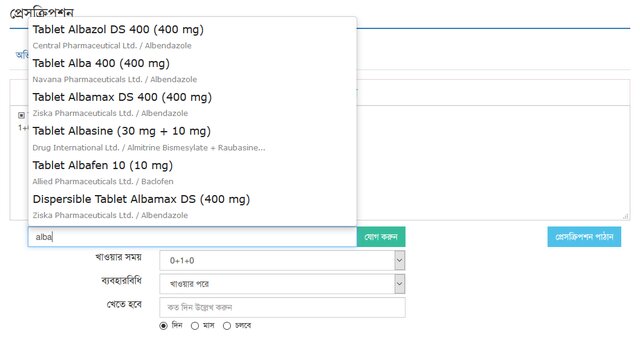 প্রেসক্রিপশন
Tablet Albazol DS 400 (400 mg)
Central Pharmaceutical Ltd. / Albendazole
Tablet Alba 400 (400 mg)
Navana Pharmaceuticals Ltd. / Albendazole
Tablet Albamax DS 400 (400 mg)
Ziska Pharmaceuticals Ltd. / Albendazole
Tablet Albasine (30 mg + 10 mg)
Drug International Ltd. / Almitrine Bismesylate + Raubasine...
Tablet Albafen 10 (10 mg)
Allied Pharmaceuticals Ltd. / Baclofen
Dispersible Tablet Albamax DS (400 mg)
Ziska Pharmaceuticals Ltd. / Albendazole
alba যোগ করুন প্রেসক্রিপশন পাঠান
খাওয়ার সময় 0+1+0
ব্যবহারবিধি খাওয়ার পরে
খেতে হবে কত দিন উল্লেখ করুন
দিন মাস চলবে